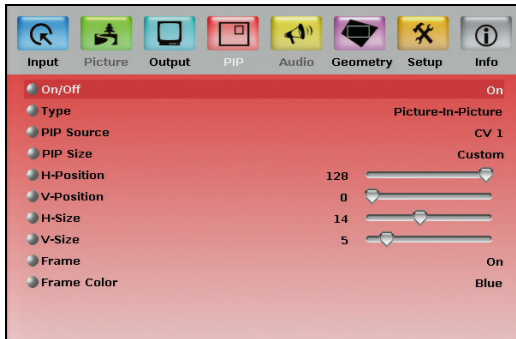 Input Picture Output PIP Audio Geometry Setup Info
On/Off On
Type Picture-In-Picture
PIP Source CV 1
PIP Size Custom
H-Position 128
V-Position 0
H-Size 14
V-Size 5
Frame On
Frame Color Blue